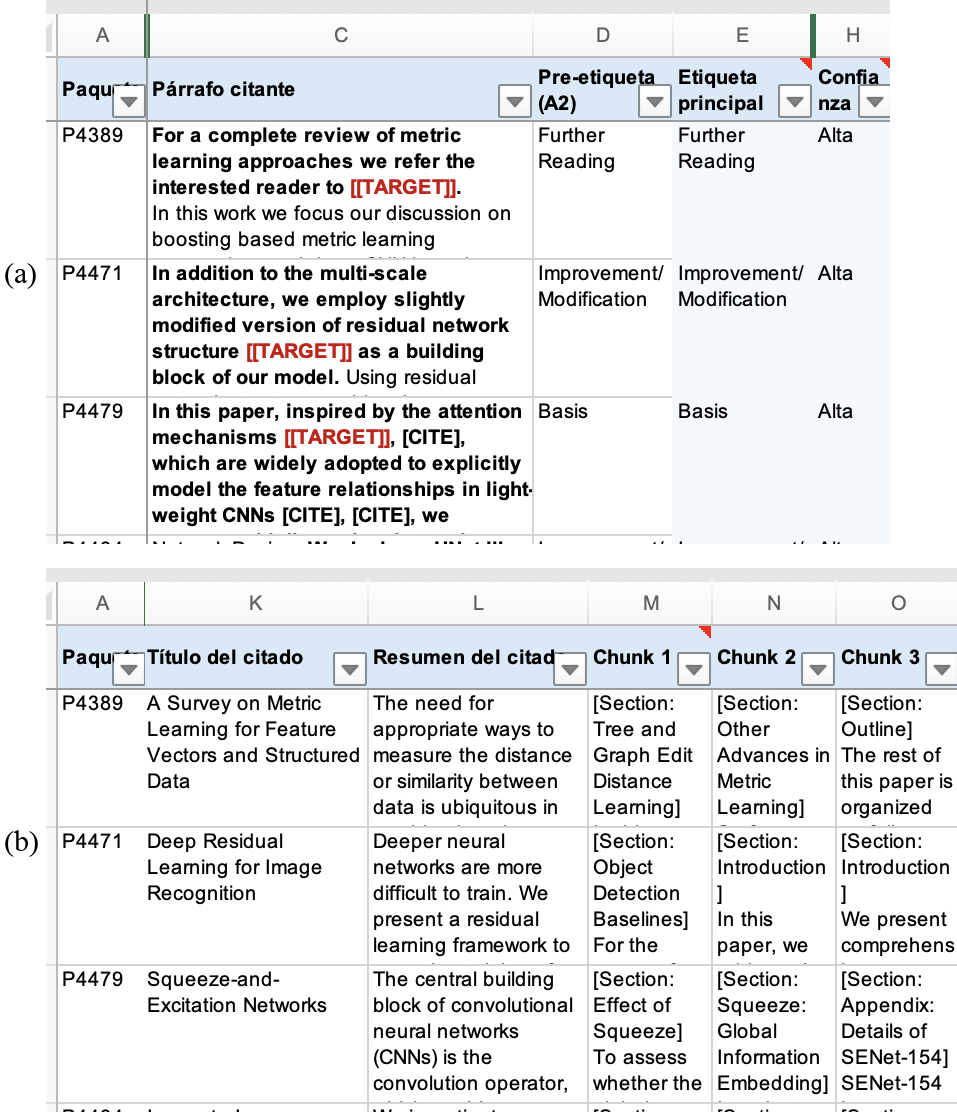 A C D E H
Paqu Párrafo citante Pre-etiqueta Etiqueta Confia
(A2) principal nza
P4389 For a complete review of metric Further Further Alta
learning approaches we refer the Reading Reading
interested reader to [[TARGET]].
In this work we focus our discussion on
boosting based metric learning
(a)
P4471 In addition to the multi-scale Improvement/ Improvement/ Alta
architecture, we employ slightly Modification Modification
modified version of residual network
structure [[TARGET]] as a building
block of our model. Using residual
P4479 In this paper, inspired by the attention Basis Basis Alta
mechanisms [[TARGET]], [CITE],
which are widely adopted to explicitly
model the feature relationships in light-
weight CNNs [CITE], [CITE], we
A K L M N O
Paqu Título del citado Resumen del citad Chunk 1 Chunk 2 Chunk 3
P4389 A Survey on Metric The need for [Section: [Section: [Section:
Learning for Feature appropriate ways to Tree and Other Outline]
Vectors and Structured measure the distance Graph Edit Advances in The rest of
Data or similarity between Distance Metric this paper is
data is ubiquitous in Learning] Learning] organized
(b)
P4471 Deep Residual Deeper neural [Section: [Section: [Section:
Learning for Image networks are more Object Introduction Introduction
Recognition difficult to train. We Detection ] ]
present a residual Baselines] In this We present
learning framework to For the paper, we comprehens
P4479 Squeeze-and- The central building [Section: [Section: [Section:
Excitation Networks block of convolutional Effect of Squeeze: Appendix:
neural networks Squeeze] Global Details of
(CNNs) is the To assess Information SENet-154]
convolution operator, whether the Embedding] SENet-154